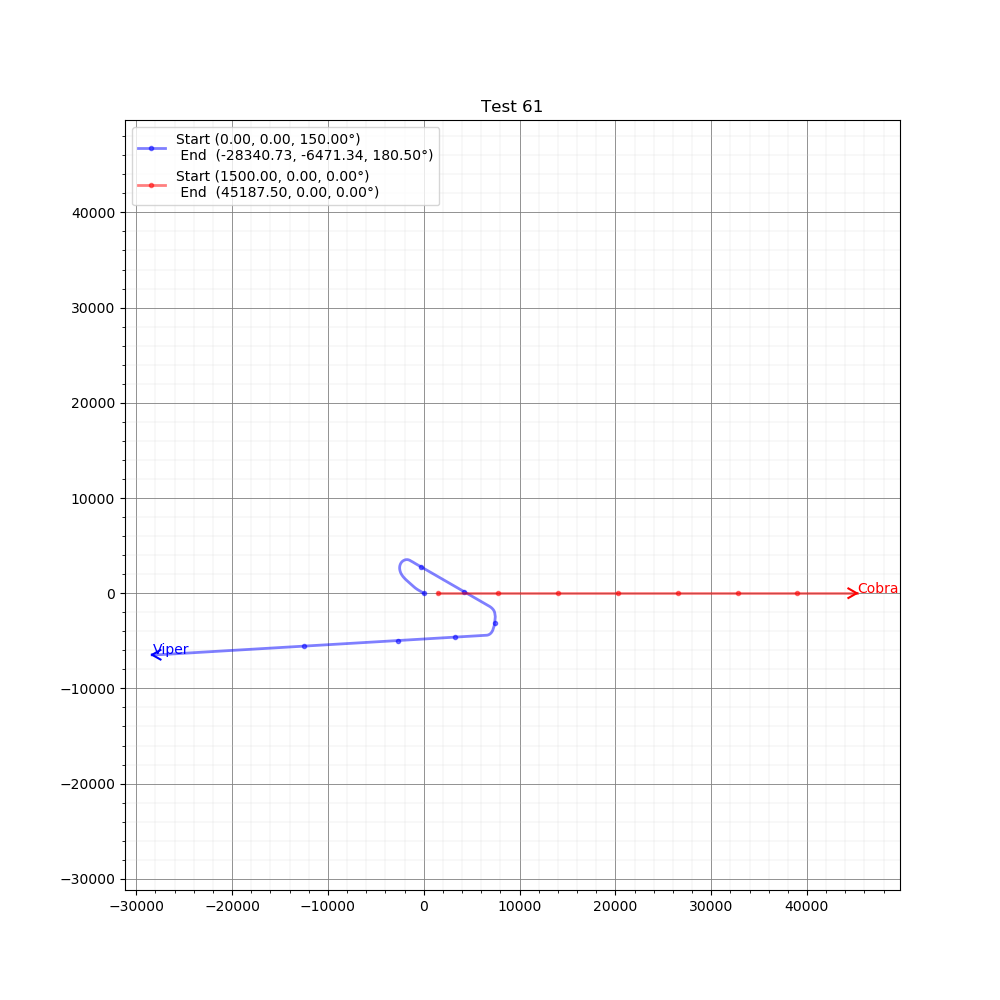 Test 61
Start (0.00, 0.00, 150.00°)
End (-28340.73, -6471.34, 180.50°)
Start (1500.00, 0.00, 0.00°)
End (45187.50, 0.00, 0.00°)
40000
30000
20000
10000
0
−10000
−20000
−30000
Cobra
Viper
−30000 −20000 −10000 0 10000 20000 30000 40000